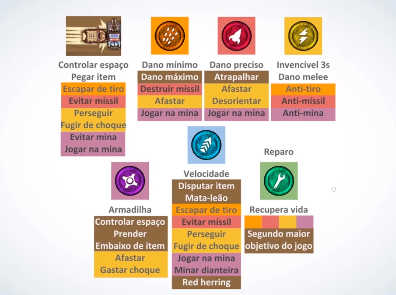 Controlar espaço
Pegar item
Escapar de tiro
Evitar míssil
Perseguir
Fugir de choque
Evitar mina
Jogar na mina
Dano mínimo
Dano máximo
Destruir míssil
Afastar
Jogar na mina
Dano preciso
Atrapalhar
Afastar
Desorientar
Jogar na mina
Invencível 3s
Dano melee
Anti-tiro
Anti-míssil
Anti-mina
Armadilha
Controlar espaço
Prender
Embaixo de item
Afastar
Gastar choque
Velocidade
Disputar item
Mata-leão
Escapar de tiro
Evitar míssil
Perseguir
Fugir de choque
Jogar na mina
Minar dianteira
Red herring
Reparo
Recupera vida
Segundo maior
objetivo do jogo